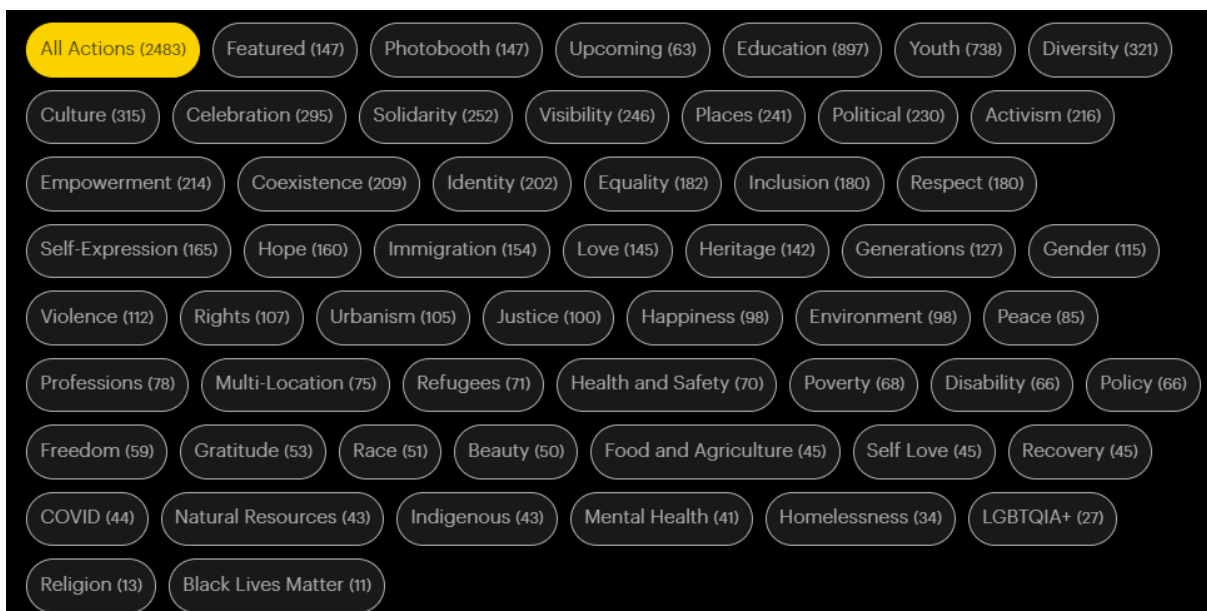 All Actions (2483) Featured (147) Photobooth (147) Upcoming (63) Education (897) Youth (738) Diversity (321)
Culture (315) Celebration (295) Solidarity (252) Visibility (246) Places (241) Political (230) Activism (216)
Empowerment (214) Coexistence (209) Identity (202) Equality (182) Inclusion (180) Respect (180)
Self-Expression (165) Hope (160) Immigration (154) Love (145) Heritage (142) Generations (127) Gender (115)
Violence (112) Rights (107) Urbanism (105) Justice (100) Happiness (98) Environment (98) Peace (85)
Professions (78) Multi-Location (75) Refugees (71) Health and Safety (70) Poverty (68) Disability (66) Policy (66)
Freedom (59) Gratitude (53) Race (51) Beauty (50) Food and Agriculture (45) Self Love (45) Recovery (45)
COVID (44) Natural Resources (43) Indigenous (43) Mental Health (41) Homelessness (34) LGBTQIA+ (27)
Religion (13) Black Lives Matter (11)